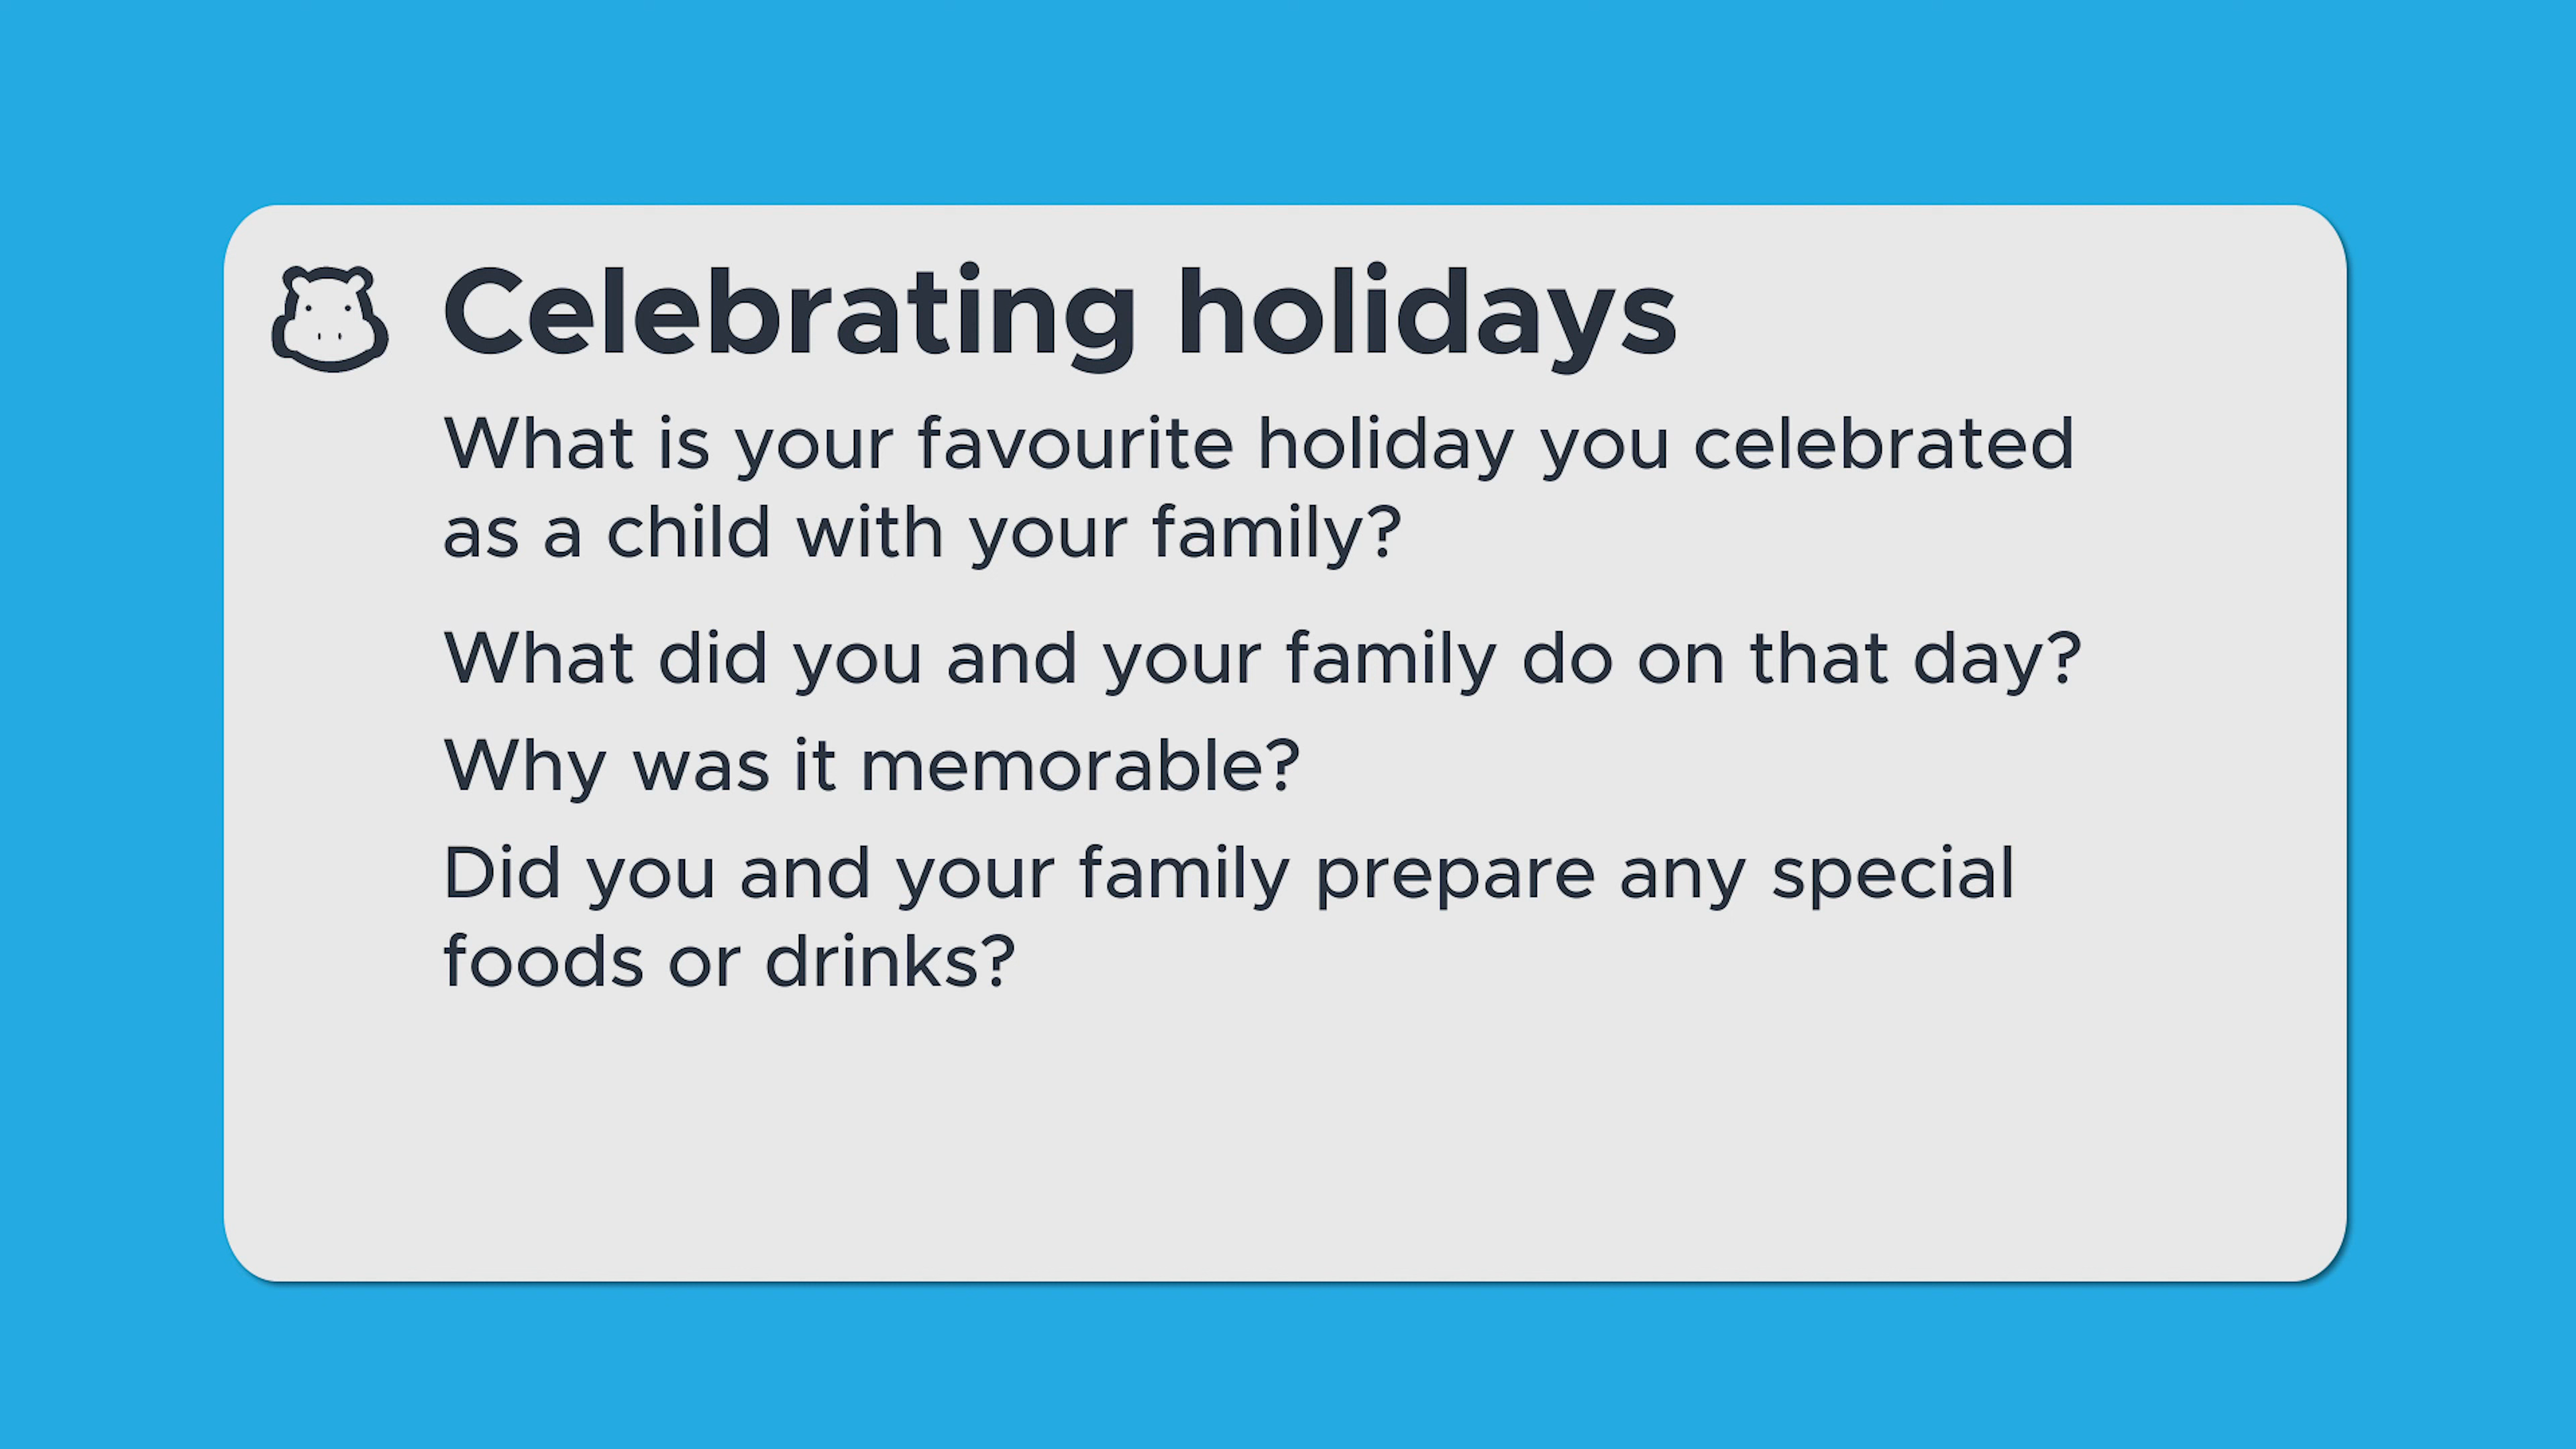 Celebrating holidays
What is your favourite holiday you celebrated
as a child with your family?
What did you and your family do on that day?
Why was it memorable?
Did you and your family prepare any special
foods or drinks?